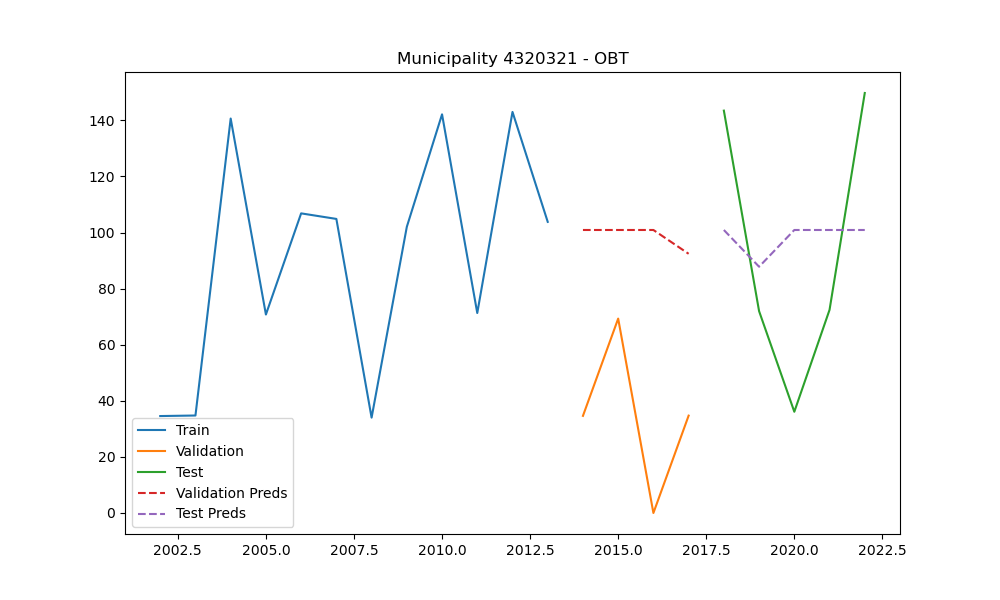 Municipality 4320321 - OBT
140
120
100
80
60
40
20
0
Train
Validation
Test
Validation Preds
Test Preds
2002.5 2005.0 2007.5 2010.0 2012.5 2015.0 2017.5 2020.0 2022.5